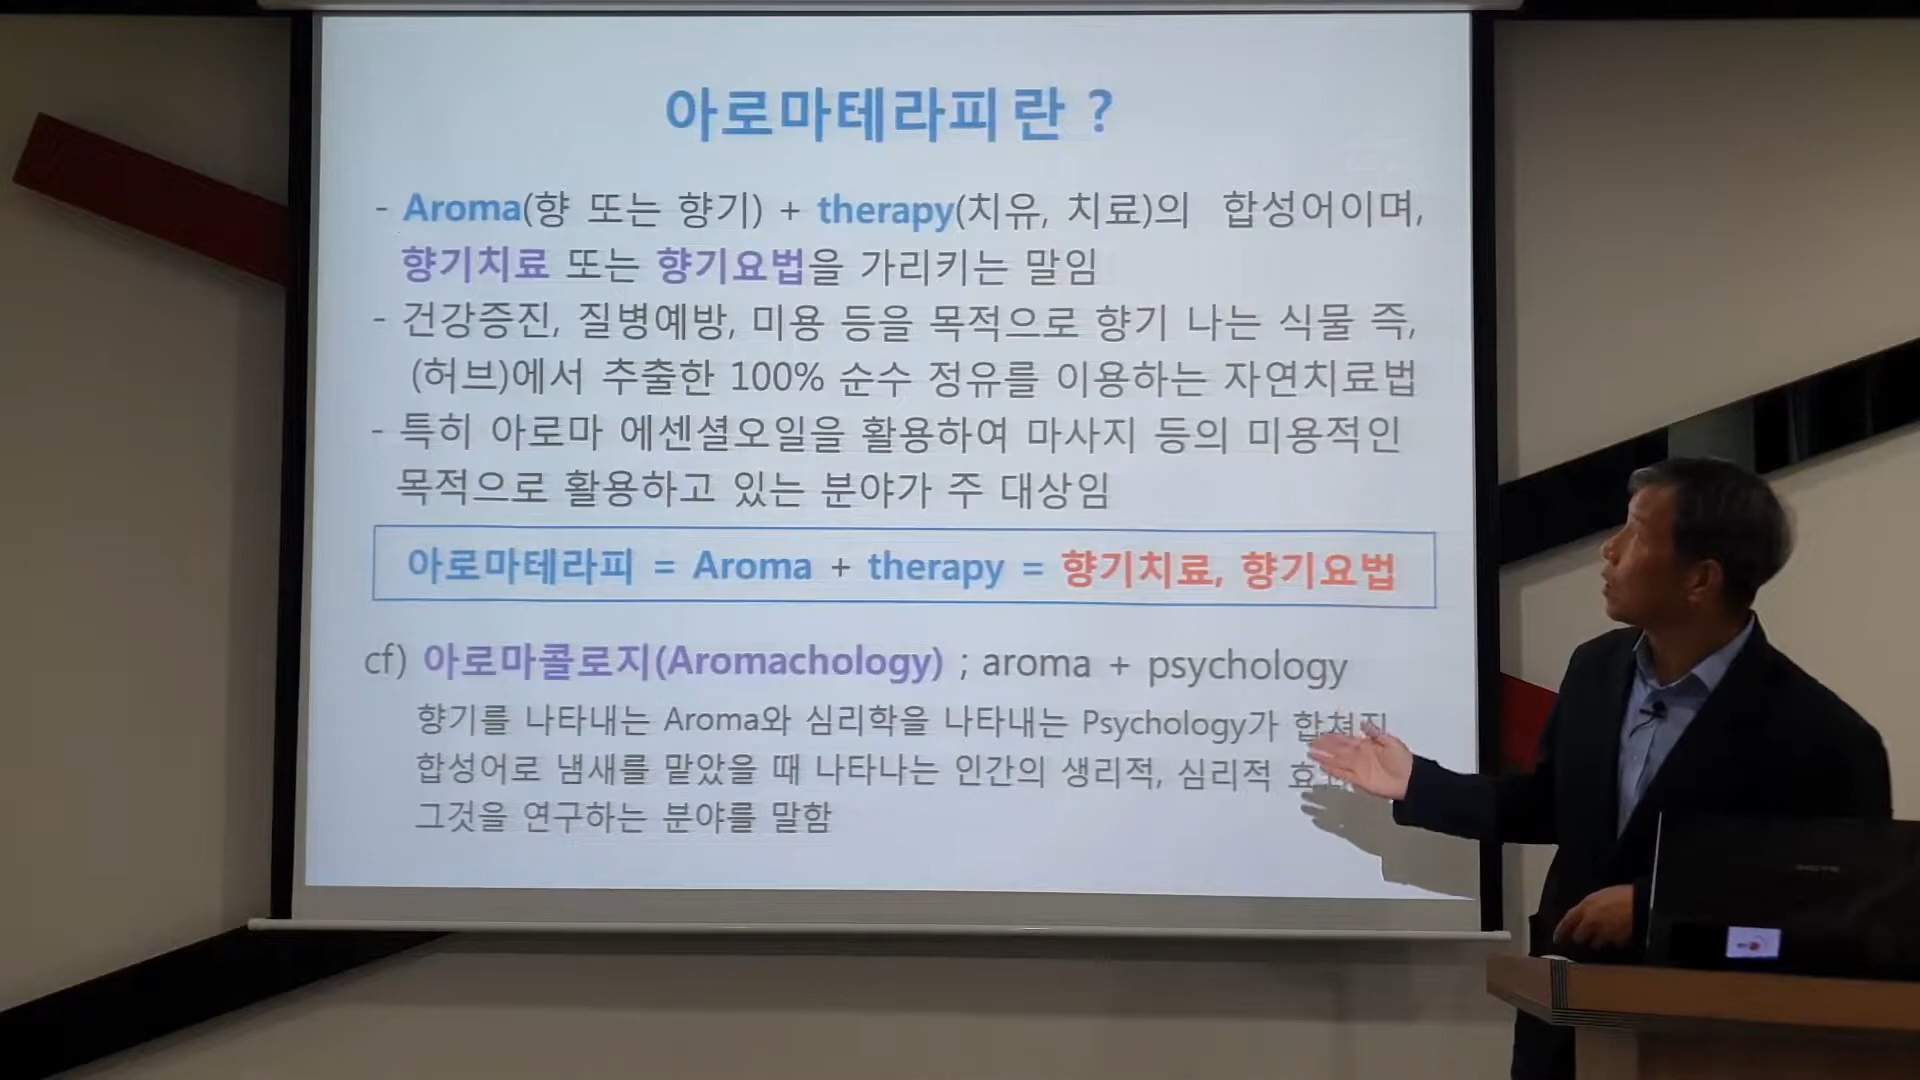 아로마테라피란 ?
- Aroma(향 또는 향기) + therapy(치유, 치료)의 합성어이며,
향기치료 또는 향기요법을 가리키는 말임
- 건강증진, 질병예방, 미용 등을 목적으로 향기 나는 식물 즉,
(허브)에서 추출한 100% 순수 정유를 이용하는 자연치료법
- 특히 아로마 에센셜오일을 활용하여 마사지 등의 미용적인
목적으로 활용하고 있는 분야가 주 대상임
아로마테라피 = Aroma + therapy = 향기치료, 향기요법
cf) 아로마콜로지(Aromachology) ; aroma + psychology
향기를 나타내는 Aroma와 심리학을 나타내는 Psychology가 합쳐진
합성어로 냄새를 맡았을 때 나타나는 인간의 생리적, 심리적
그것을 연구하는 분야를 말함